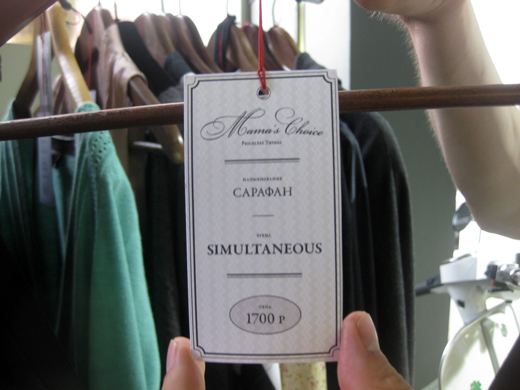 Mama's Choice
НАИМЕНОВАНИЕ
САРАФАН
SIMULTANEOUS
ЦЕНА
1700 Р